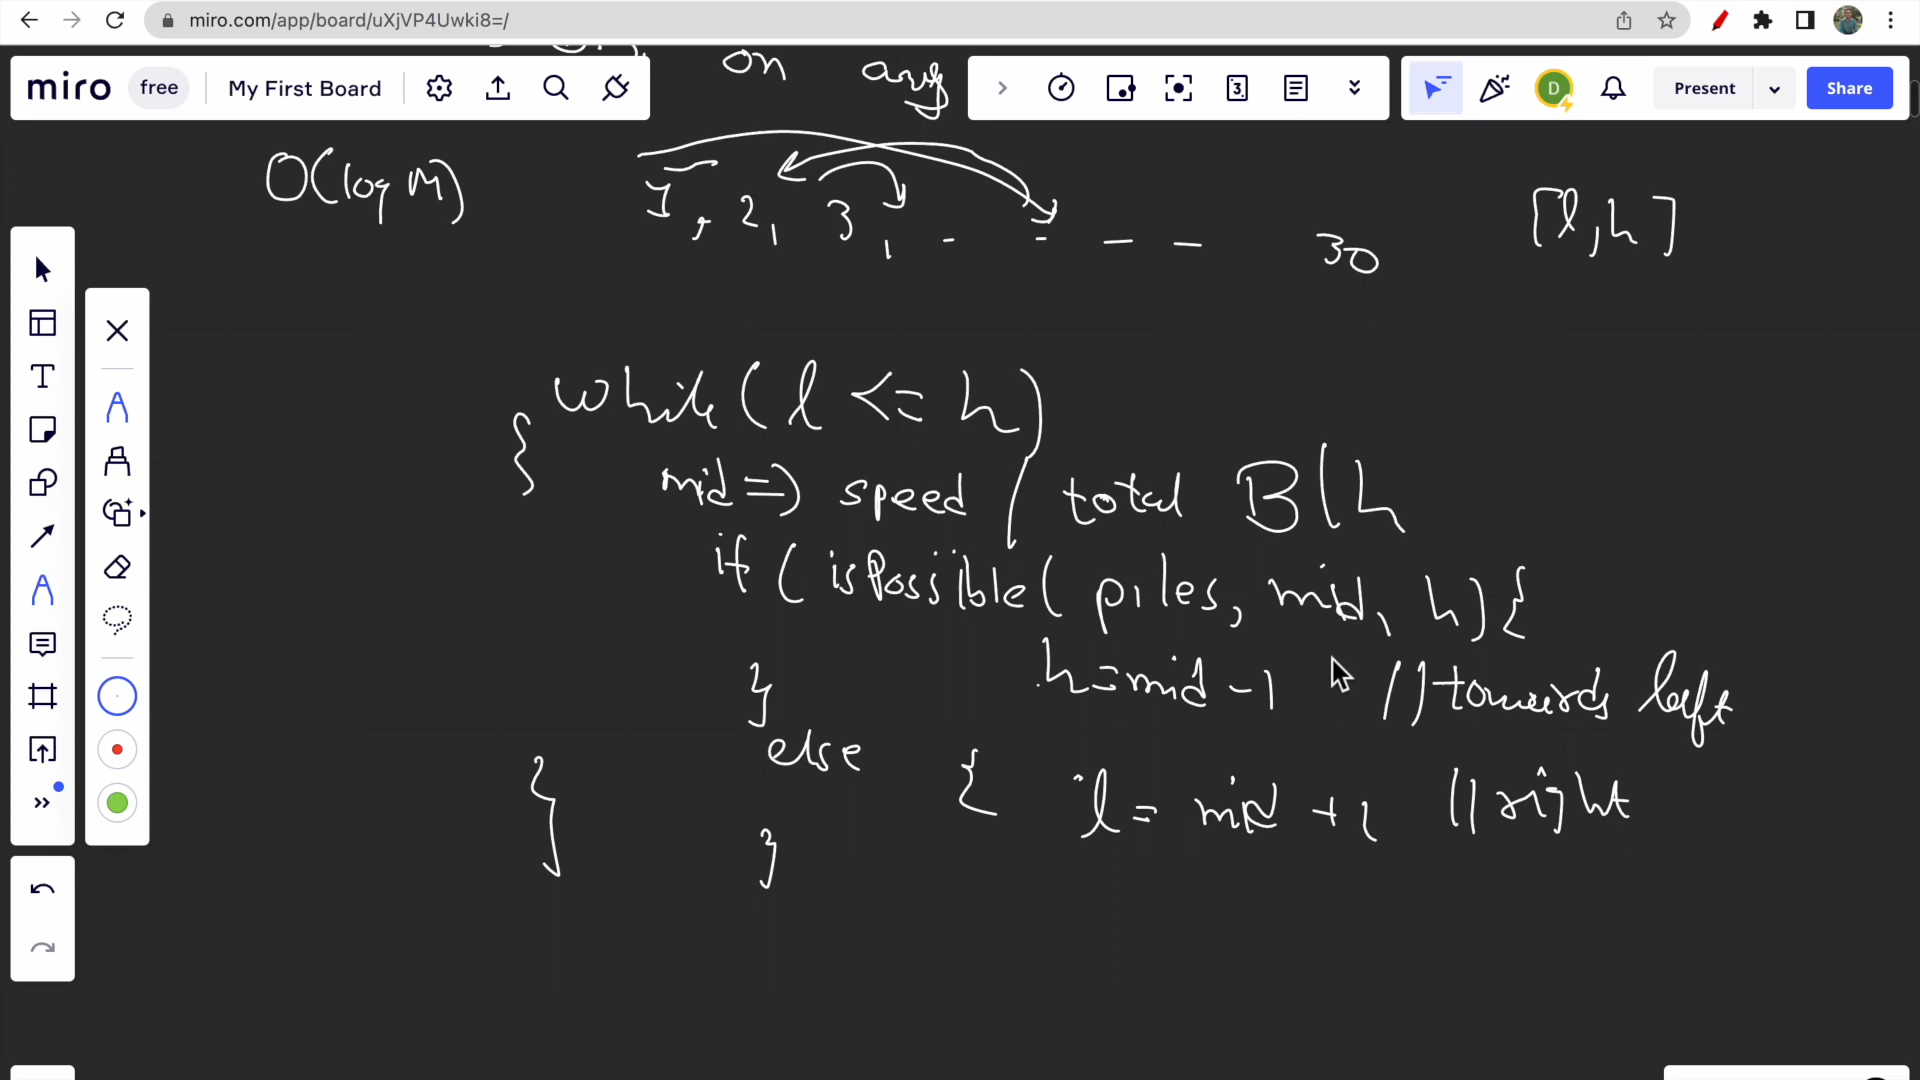 miro.com/app/board/uXjVP4Uwki8=/
on
miro free My First Board
3 D Present Share
O(log M)
1, 2, 3, - - - - 30
[l, h]
while(l <= h)
{
mid => speed / total B/h
if (isPossible(piles, mid, h) {
h = mid - 1 // towards left
}
else { l = mid + 1 // right
}
}
T